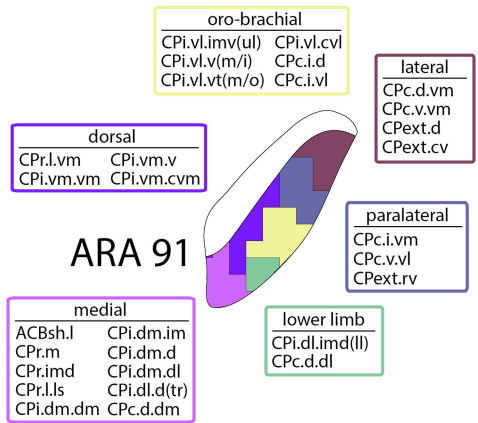 oro-brachial
CPi.vl.imv(ul) CPi.vl.cvl
CPi.vl.v(m/i) CPc.i.d
CPi.vl.vt(m/o) CPc.i.vl
lateral
CPc.d.vm
CPc.v.vm
CPext.d
CPext.cv
dorsal
CPr.l.vm CPi.vm.v
CPi.vm.vm CPi.vm.cvm
paralateral
CPc.i.vm
CPc.v.vl
CPext.rv
ARA 91
medial
ACBsh.l CPi.dm.im
CPr.m CPi.dm.d
CPr.imd CPi.dm.dl
CPr.l.ls CPi.dl.d(tr)
CPi.dm.dm CPc.d.dm
lower limb
CPi.dl.imd(ll)
CPc.d.dl